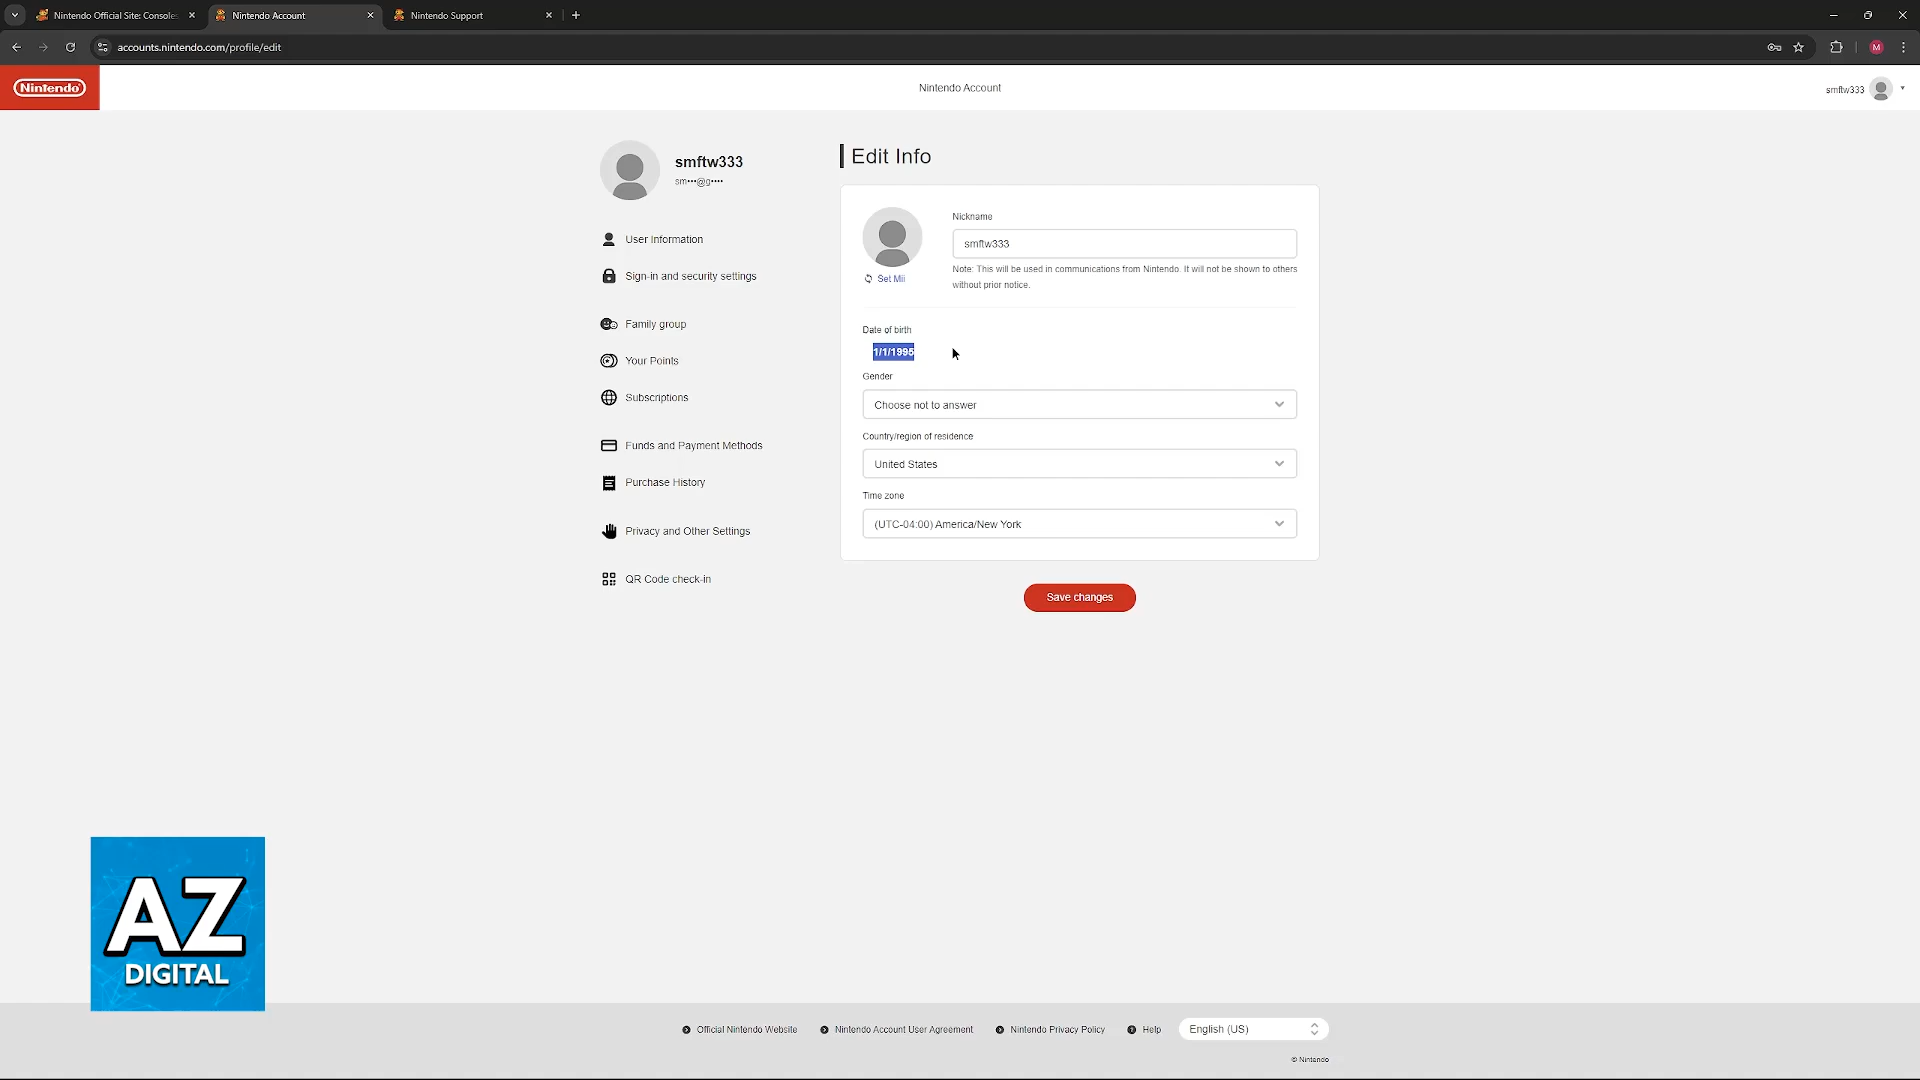 Nintendo Official Site: Consoles
Nintendo Account
Nintendo Support
accounts.nintendo.com/profile/edit
M
Nintendo
Nintendo Account
smftw333
smftw333
sm•••@g••••
User Information
Sign-in and security settings
Family group
Your Points
Subscriptions
Funds and Payment Methods
Purchase History
Privacy and Other Settings
QR Code check-in
Edit Info
Set Mii
Nickname
smftw333
Note: This will be used in communications from Nintendo. It will not be shown to others
without prior notice.
Date of birth
1/1/1995
Gender
Choose not to answer
Country/region of residence
United States
Time zone
(UTC-04:00) America/New York
Save changes
AZ
DIGITAL
Official Nintendo Website
Nintendo Account User Agreement
Nintendo Privacy Policy
Help
English (US)
© Nintendo